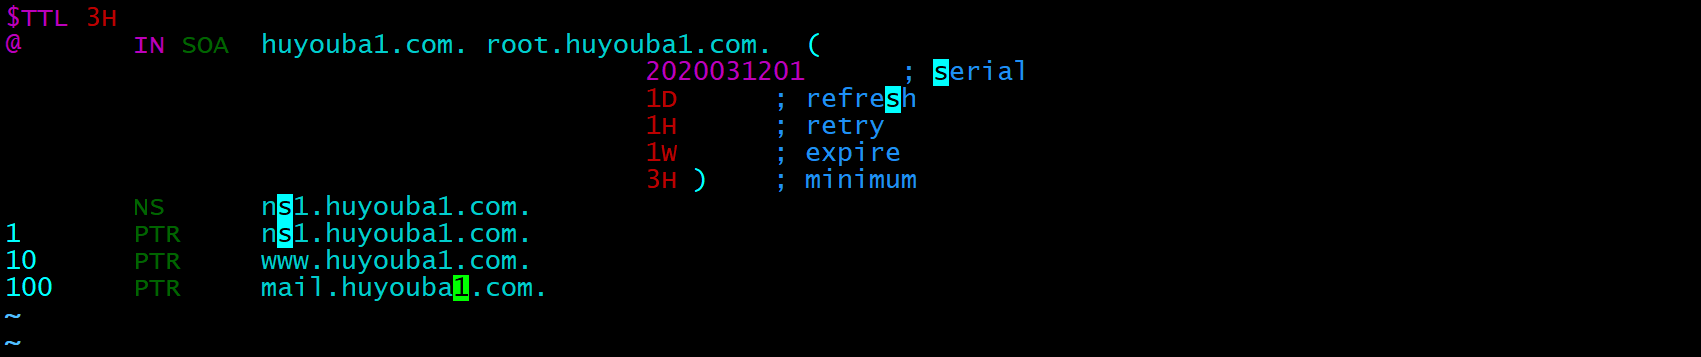 $TTL 3H
@ IN SOA huyouba1.com. root.huyouba1.com. (
2020031201 ; serial
1D ; refresh
1H ; retry
1W ; expire
3H ) ; minimum
NS ns1.huyouba1.com.
1 PTR ns1.huyouba1.com.
10 PTR www.huyouba1.com.
100 PTR mail.huyouba1.com.
~
~